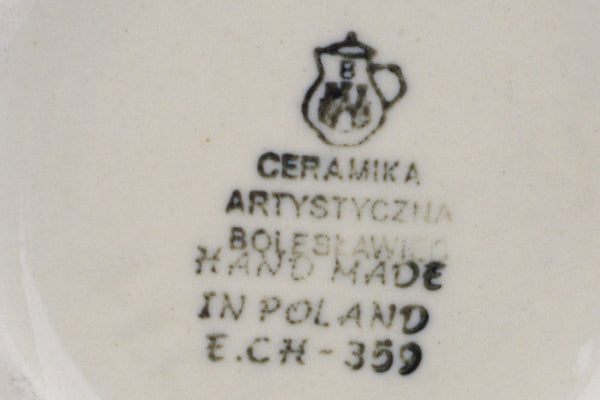 B
CERAMIKA
ARTYSTYCZNA
BOLESŁAWIEC
HAND MADE
IN POLAND
E.CH-359